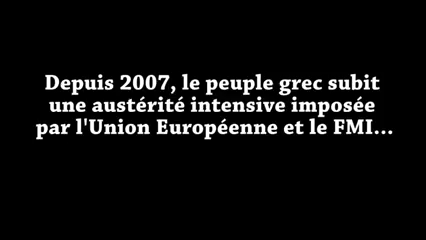 Depuis 2007, le peuple grec subit
une austérité intensive imposée
par l'Union Européenne et le FMI...